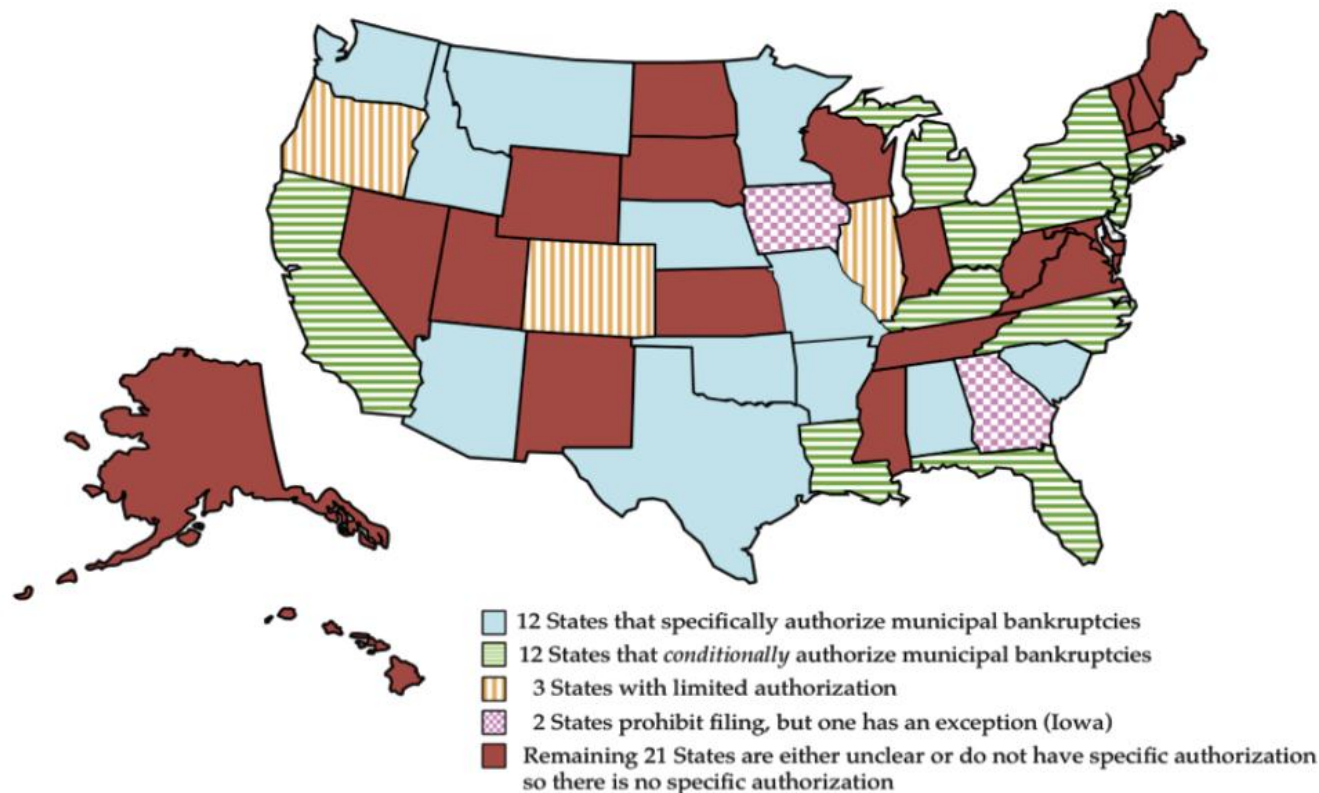 12 States that specifically authorize municipal bankruptcies
12 States that conditionally authorize municipal bankruptcies
3 States with limited authorization
2 States prohibit filing, but one has an exception (Iowa)
Remaining 21 States are either unclear or do not have specific authorization
so there is no specific authorization